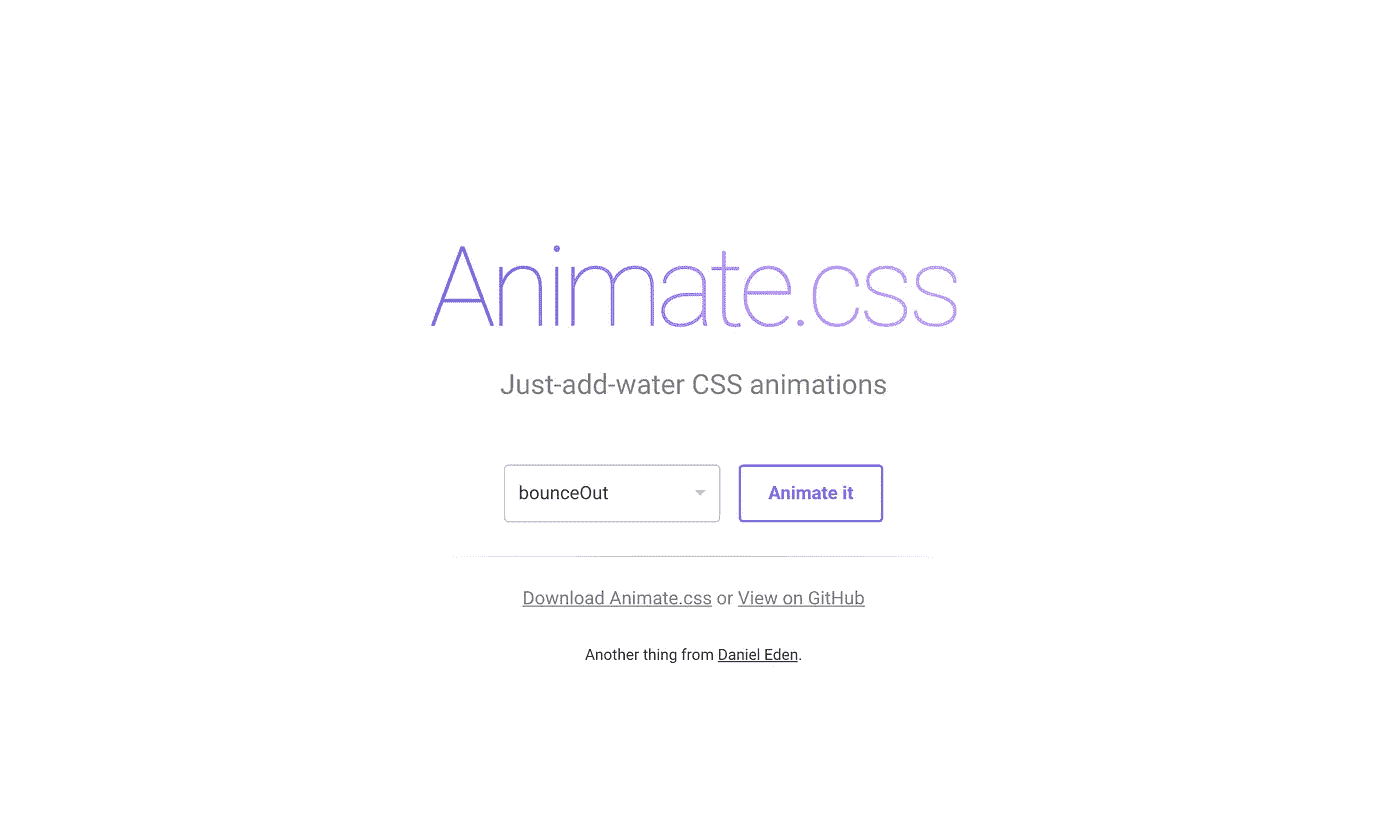 Animate.css
Just-add-water CSS animations
bounceOut
Animate it
Download Animate.css or View on GitHub
Another thing from Daniel Eden.